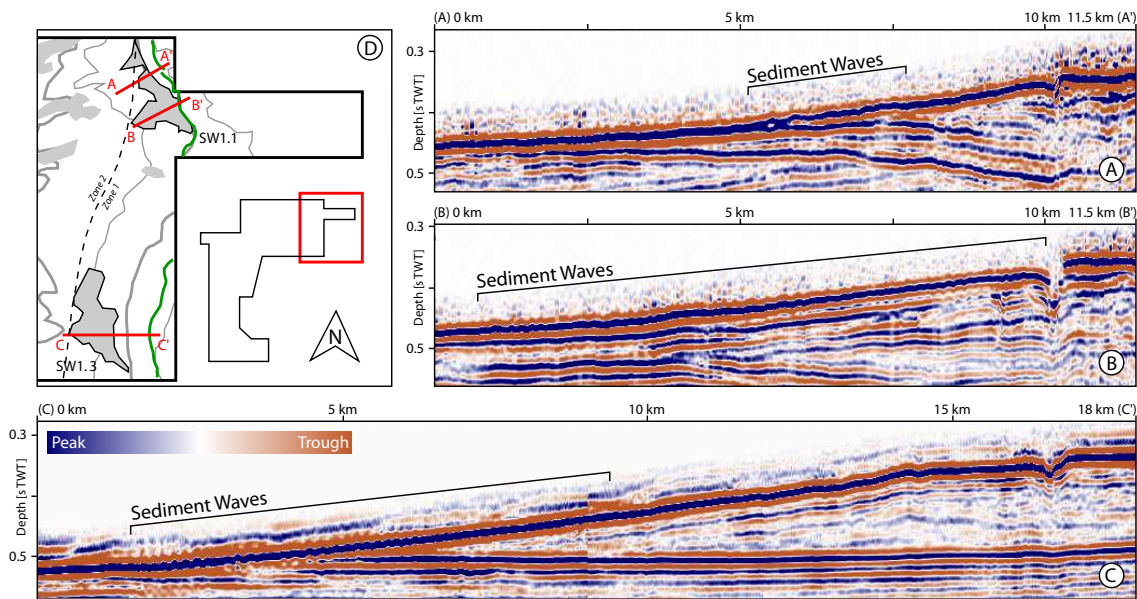 D
A
A'
B
B'
SW1.1
Zone 2
Zone 1
N
C
C'
SW1.3
(A) 0 km 5 km 10 km 11.5 km (A')
0.3
Depth [s TWT]
0.5
Sediment Waves
A
(B) 0 km 5 km 10 km 11.5 km (B')
0.3
Depth [s TWT]
0.5
Sediment Waves
B
(C) 0 km 5 km 10 km 15 km 18 km (C')
0.3
Depth [s TWT]
0.5
Peak Trough
Sediment Waves
C